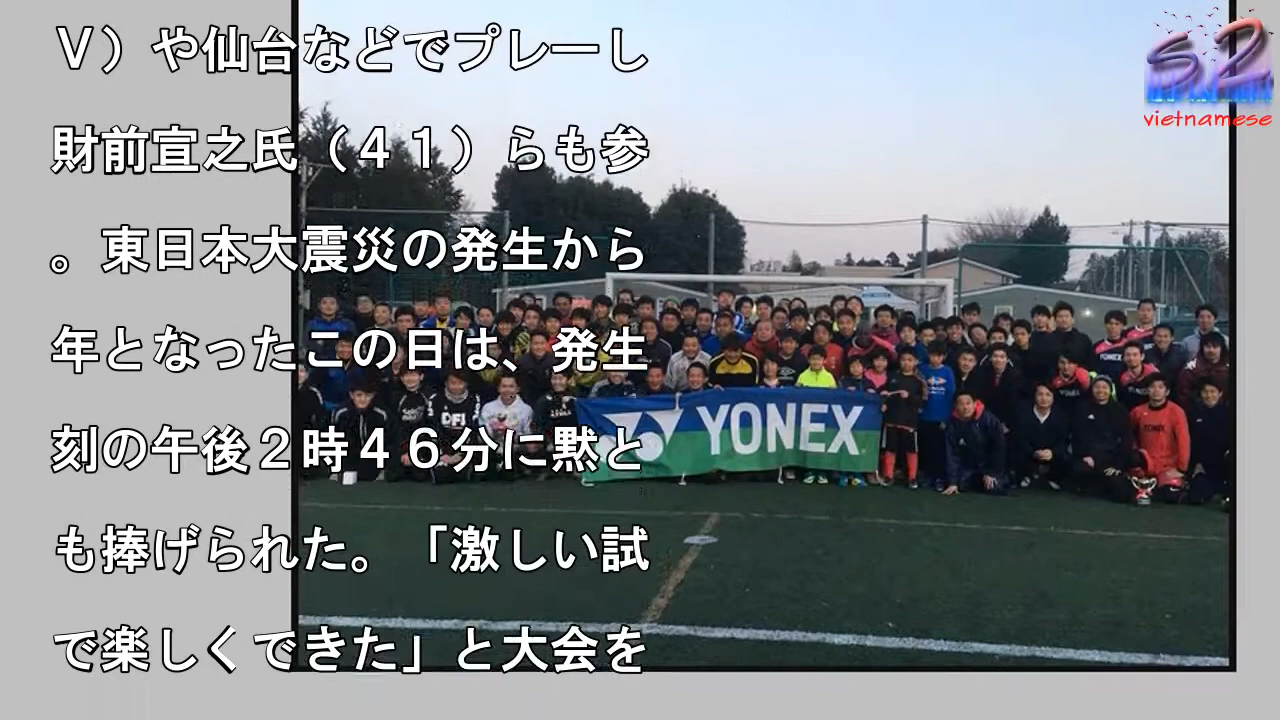 Ｖ）や仙台などでプレーし
財前宣之氏（４１）らも参
。東日本大震災の発生から
年となったこの日は、発生
刻の午後２時４６分に黙と
も捧げられた。「激しい試
で楽しくできた」と大会を
S2
vietnamese
YONEX
DFI
YONEX
YONEX